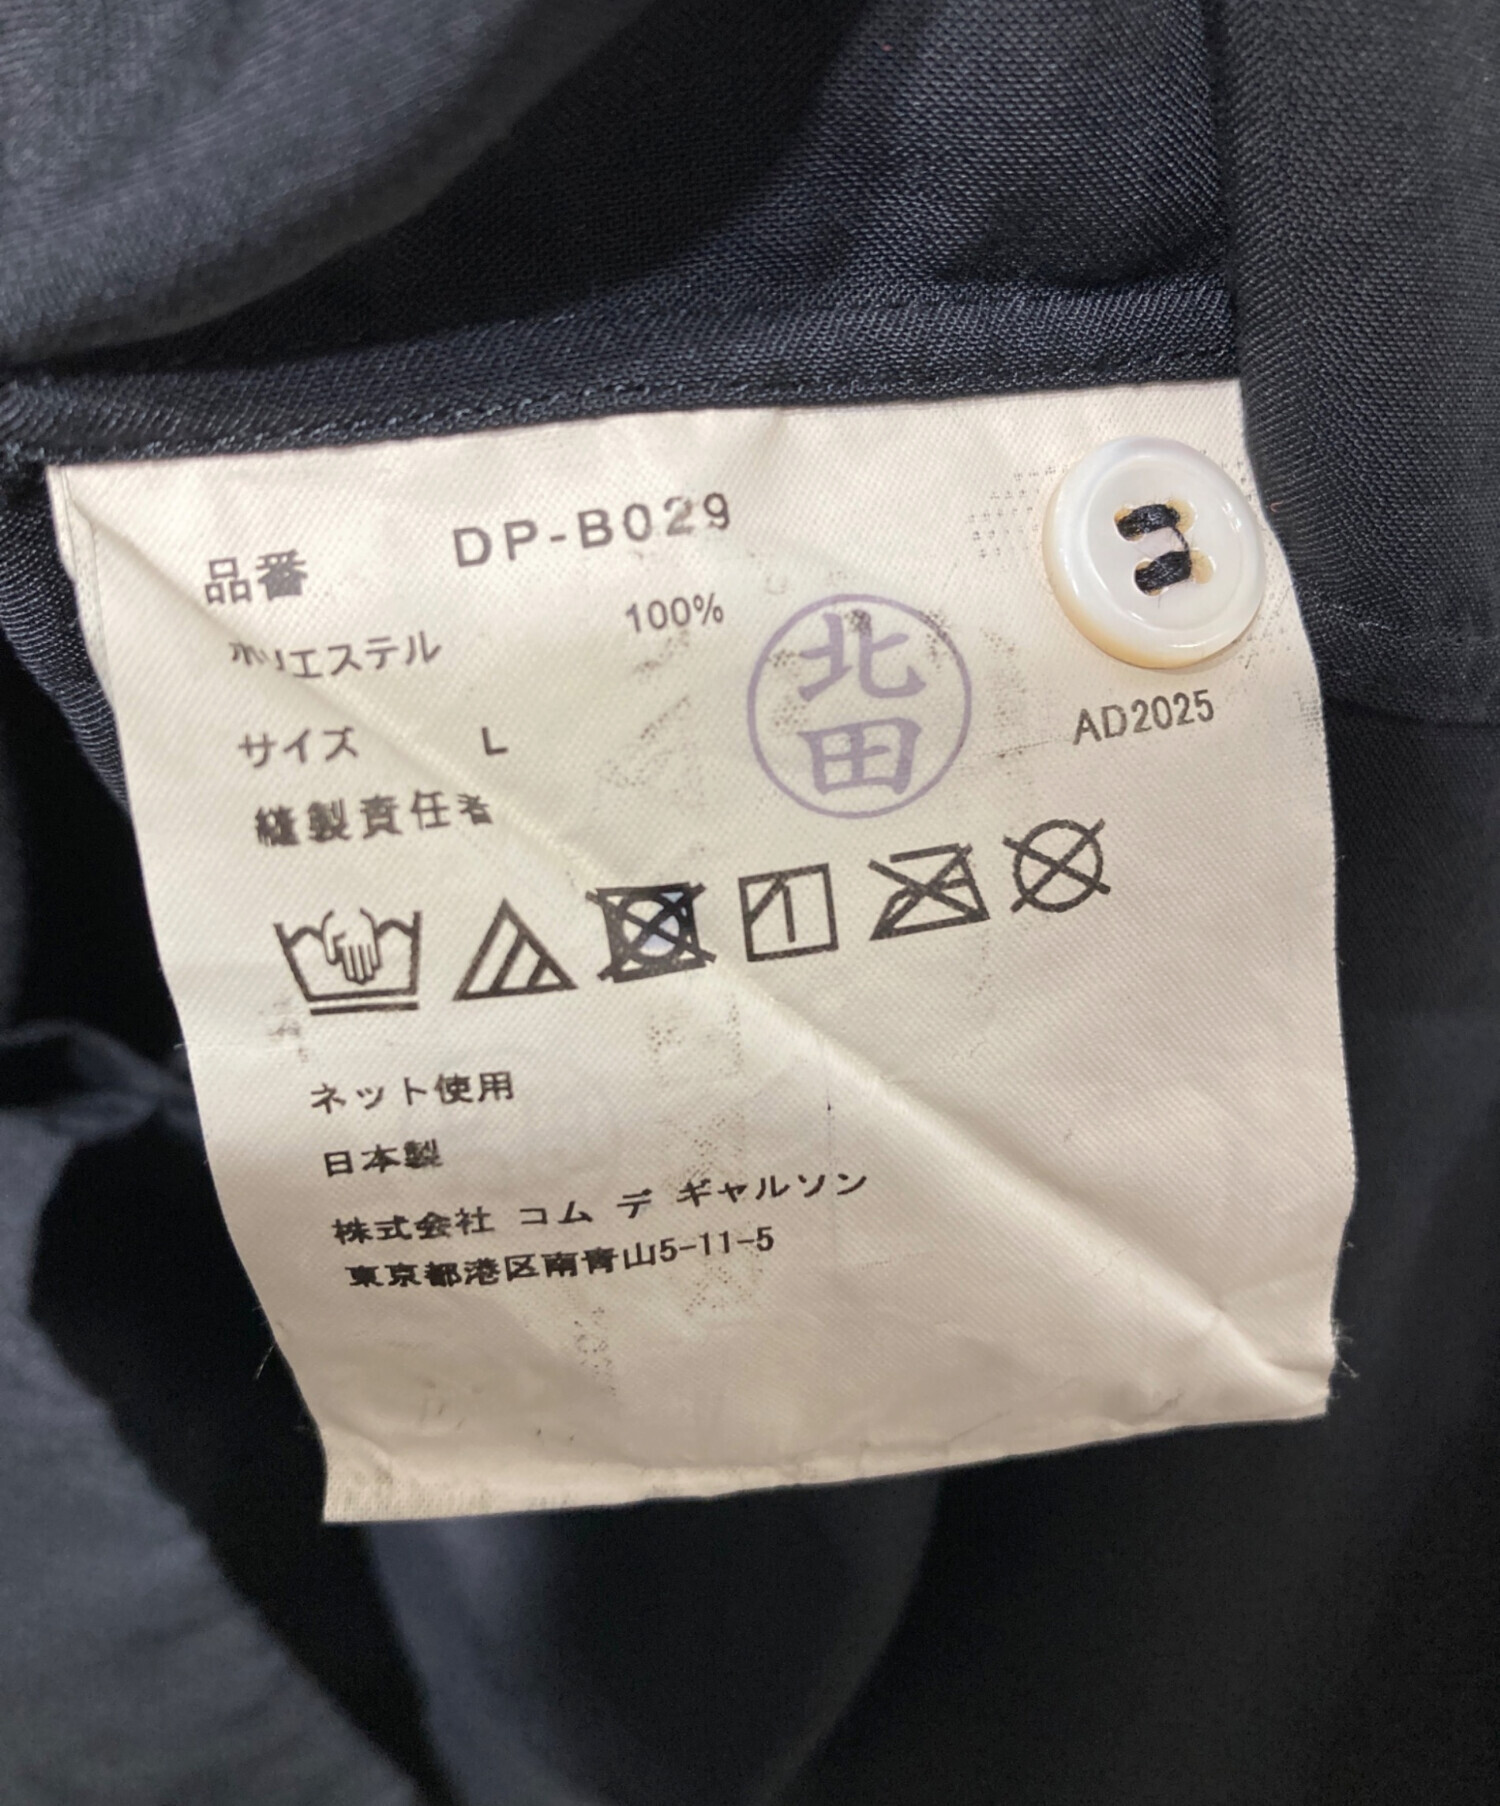 品番 DP-B029
ポリエステル 100%
サイズ L
縫製責任者
北田
AD2025
ネット使用
日本製
株式会社 コム デ ギャルソン
東京都港区南青山5-11-5